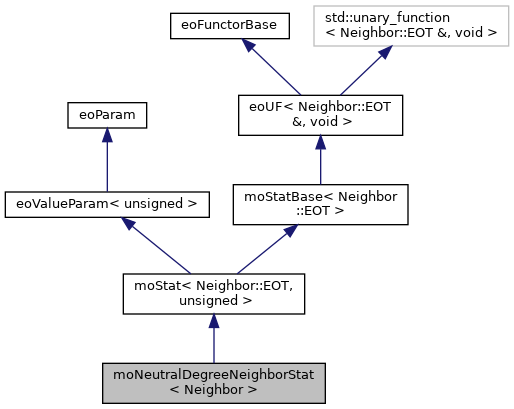 eoFunctorBase
std::unary_function
< Neighbor::EOT &, void >
eoParam
eoUF< Neighbor::EOT
&, void >
eoValueParam< unsigned >
moStatBase< Neighbor
::EOT >
moStat< Neighbor::EOT,
unsigned >
moNeutralDegreeNeighborStat
< Neighbor >